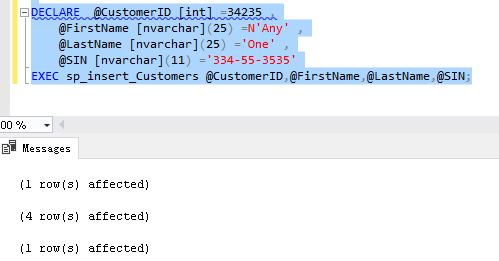 DECLARE  @CustomerID [int] =34235 ,
@FirstName [nvarchar](25) =N'Any' ,
@LastName [nvarchar](25) ='One' ,
@SIN [nvarchar](11) ='334-55-3535'
EXEC sp_insert_Customers @CustomerID,@FirstName,@LastName,@SIN;
00 %
Messages
(1 row(s) affected)
(4 row(s) affected)
(1 row(s) affected)